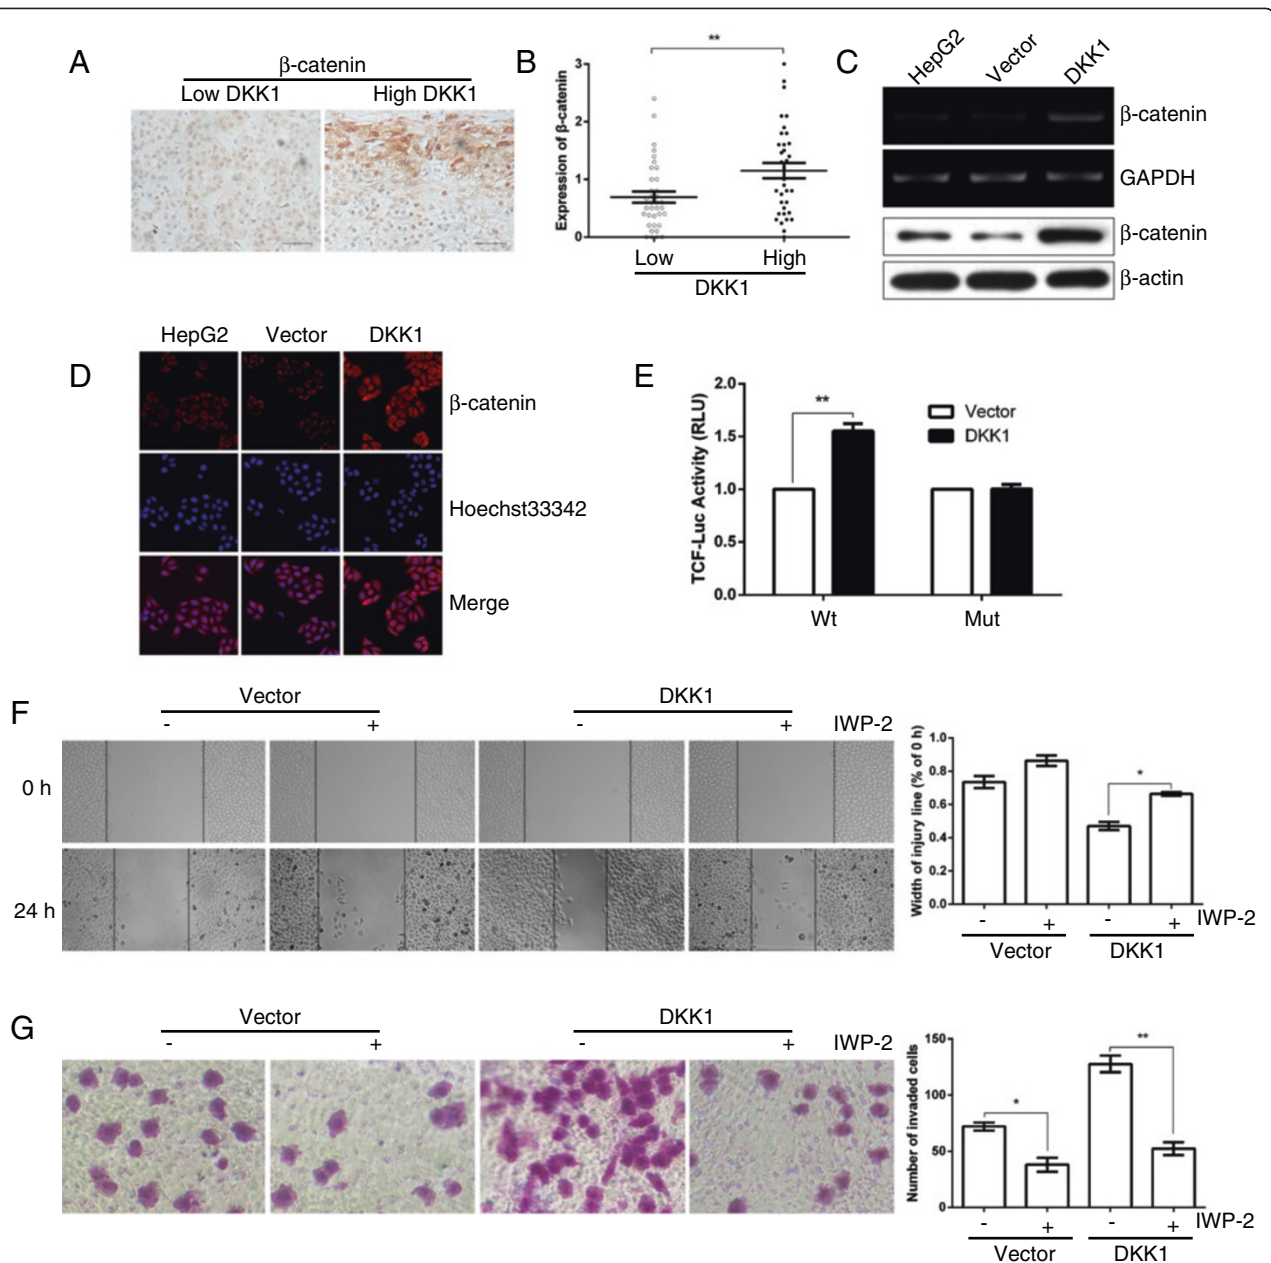 A
β-catenin
Low DKK1 High DKK1
B
**
Expression of β-catenin
3
2
1
0
Low High
DKK1
C
HepG2 Vector DKK1
β-catenin
GAPDH
β-catenin
β-actin
D
HepG2 Vector DKK1
β-catenin
Hoechst33342
Merge
E
TCF-Luc Activity (RLU)
2.0
1.5
1.0
0.5
0.0
**
Vector
DKK1
Wt Mut
F
Vector DKK1
- + - + IWP-2
0 h
24 h
Width of injury line (% of 0 h)
1.0
0.8
0.6
0.4
0.2
0.0
*
- + - + IWP-2
Vector DKK1
G
Vector DKK1
- + - + IWP-2
Number of invaded cells
150
100
50
0
* **
- + - + IWP-2
Vector DKK1